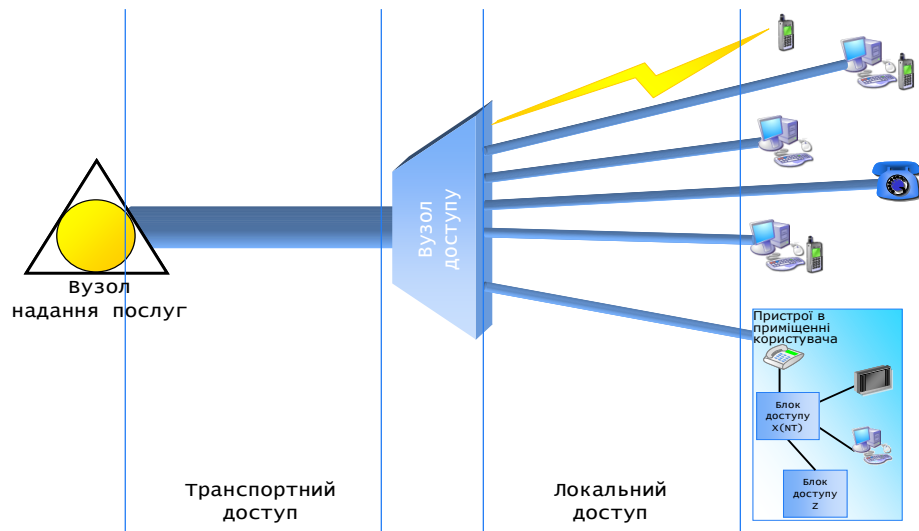 Вузол
надання послуг
Вузол
доступу
Пристрої в
приміщенні
користувача
Блок
доступу
X(NT)
Блок
доступу
Z
Транспортний
доступ
Локальний
доступ